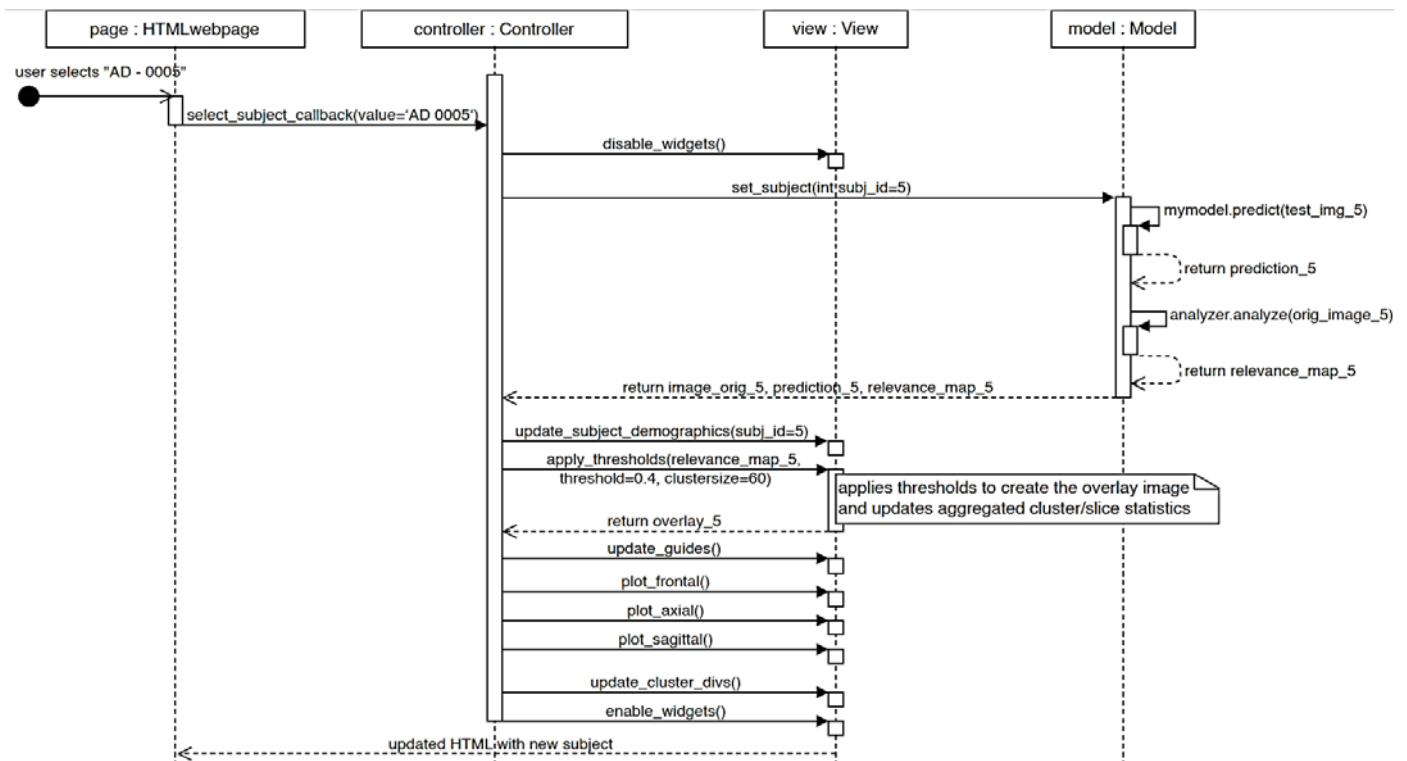 page : HTMLwebpage
controller : Controller
view : View
model : Model
user selects "AD - 0005"
select_subject_callback(value='AD 0005')
disable_widgets()
set_subject(int subj_id=5)
mymodel.predict(test_img_5)
return prediction_5
analyzer.analyze(orig_image_5)
return relevance_map_5
return image_orig_5, prediction_5, relevance_map_5
update_subject_demographics(subj_id=5)
apply_thresholds(relevance_map_5,
threshold=0.4, clustersize=60)
applies thresholds to create the overlay image
and updates aggregated cluster/slice statistics
return overlay_5
update_guides()
plot_frontal()
plot_axial()
plot_sagittal()
update_cluster_divs()
enable_widgets()
updated HTML with new subject